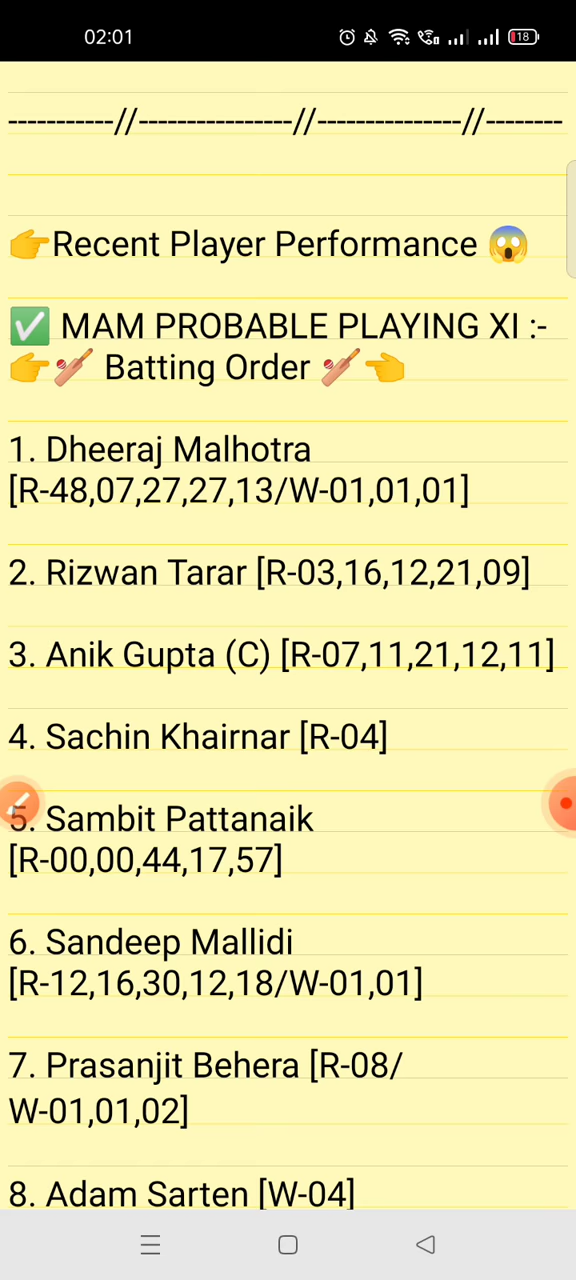 02:01
18
-----------//----------------//---------------//--------
👉Recent Player Performance 😱
✅ MAM PROBABLE PLAYING XI :-
👉🏏 Batting Order 🏏👈
1. Dheeraj Malhotra
[R-48,07,27,27,13/W-01,01,01]
2. Rizwan Tarar [R-03,16,12,21,09]
3. Anik Gupta (C) [R-07,11,21,12,11]
4. Sachin Khairnar [R-04]
5. Sambit Pattanaik
[R-00,00,44,17,57]
6. Sandeep Mallidi
[R-12,16,30,12,18/W-01,01]
7. Prasanjit Behera [R-08/
W-01,01,02]
8. Adam Sarten [W-04]